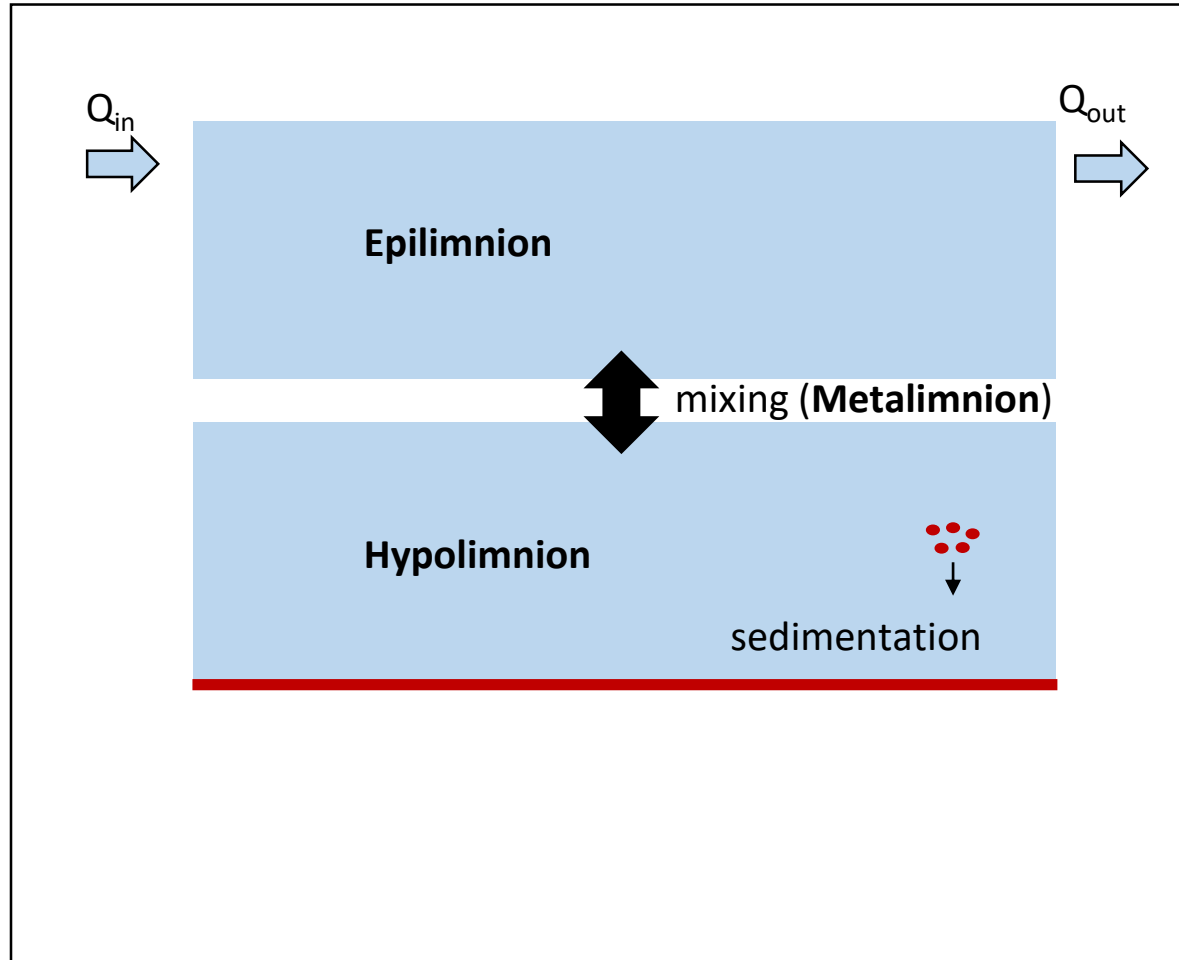 Q_in
Q_out
Epilimnion
mixing (Metalimnion)
Hypolimnion
sedimentation